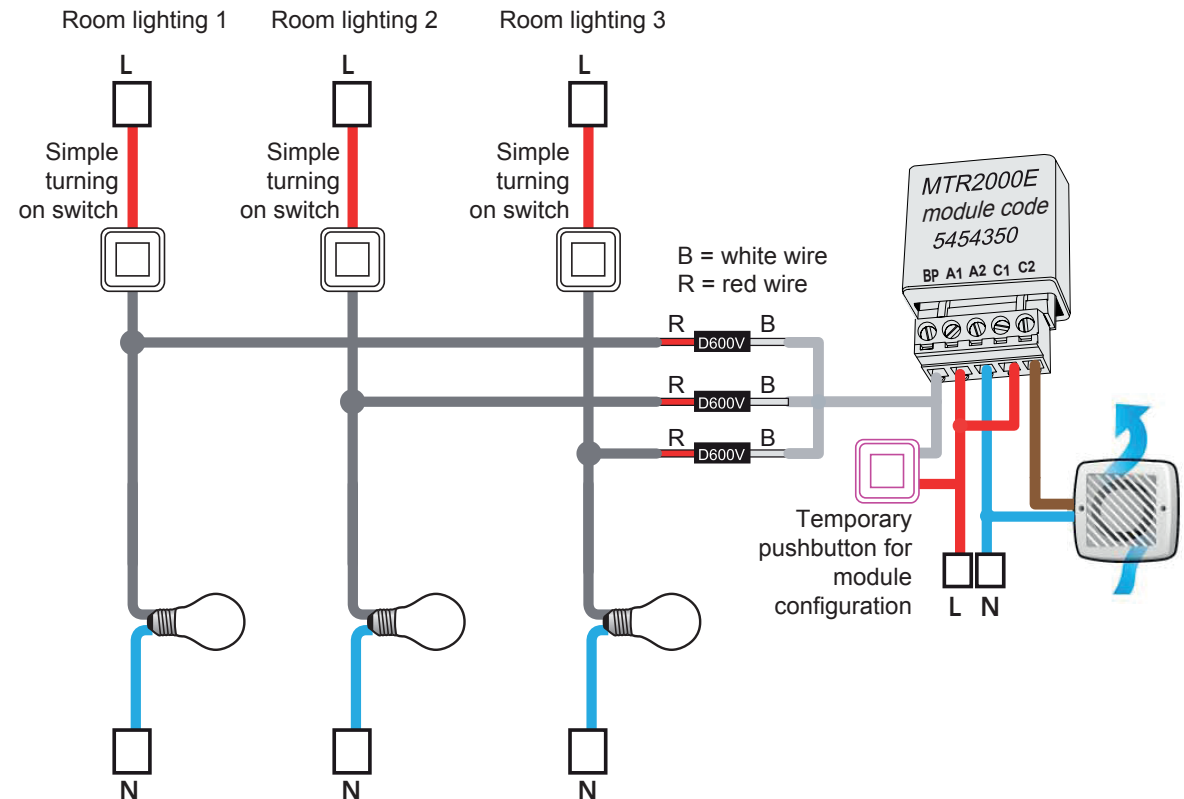 Room lighting 1
Room lighting 2
Room lighting 3
L
L
L
Simple
turning
on switch
Simple
turning
on switch
Simple
turning
on switch
B = white wire
R = red wire
R D600V B
R D600V B
R D600V B
MTR2000E
module code
5454350
BP A1 A2 C1 C2
Temporary
pushbutton for
module
configuration
L N
N
N
N